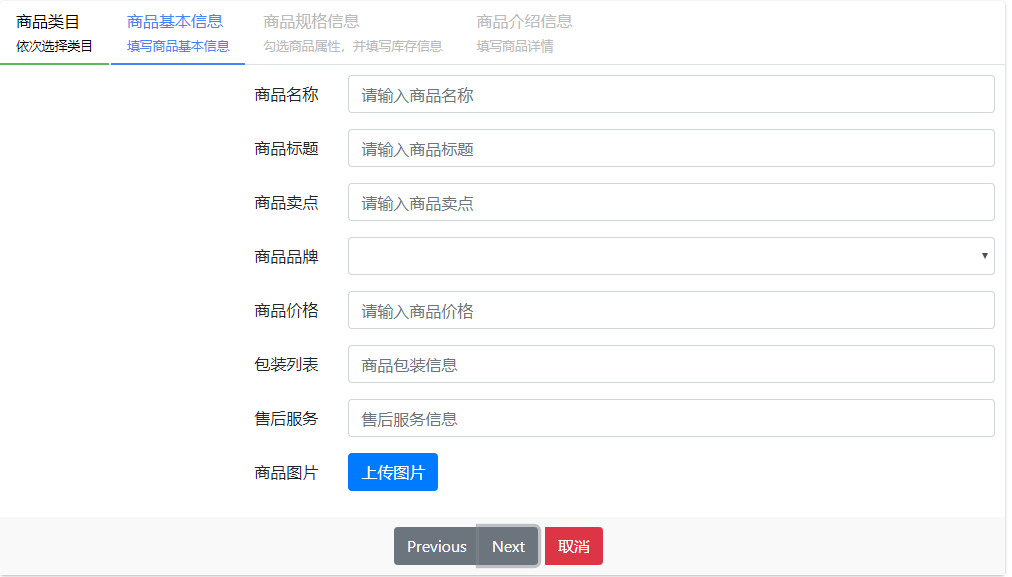 商品类目
依次选择类目
商品基本信息
填写商品基本信息
商品规格信息
勾选商品属性，并填写库存信息
商品介绍信息
填写商品详情
商品名称 请输入商品名称
商品标题 请输入商品标题
商品卖点 请输入商品卖点
商品品牌
商品价格 请输入商品价格
包装列表 商品包装信息
售后服务 售后服务信息
商品图片 上传图片
Previous Next 取消